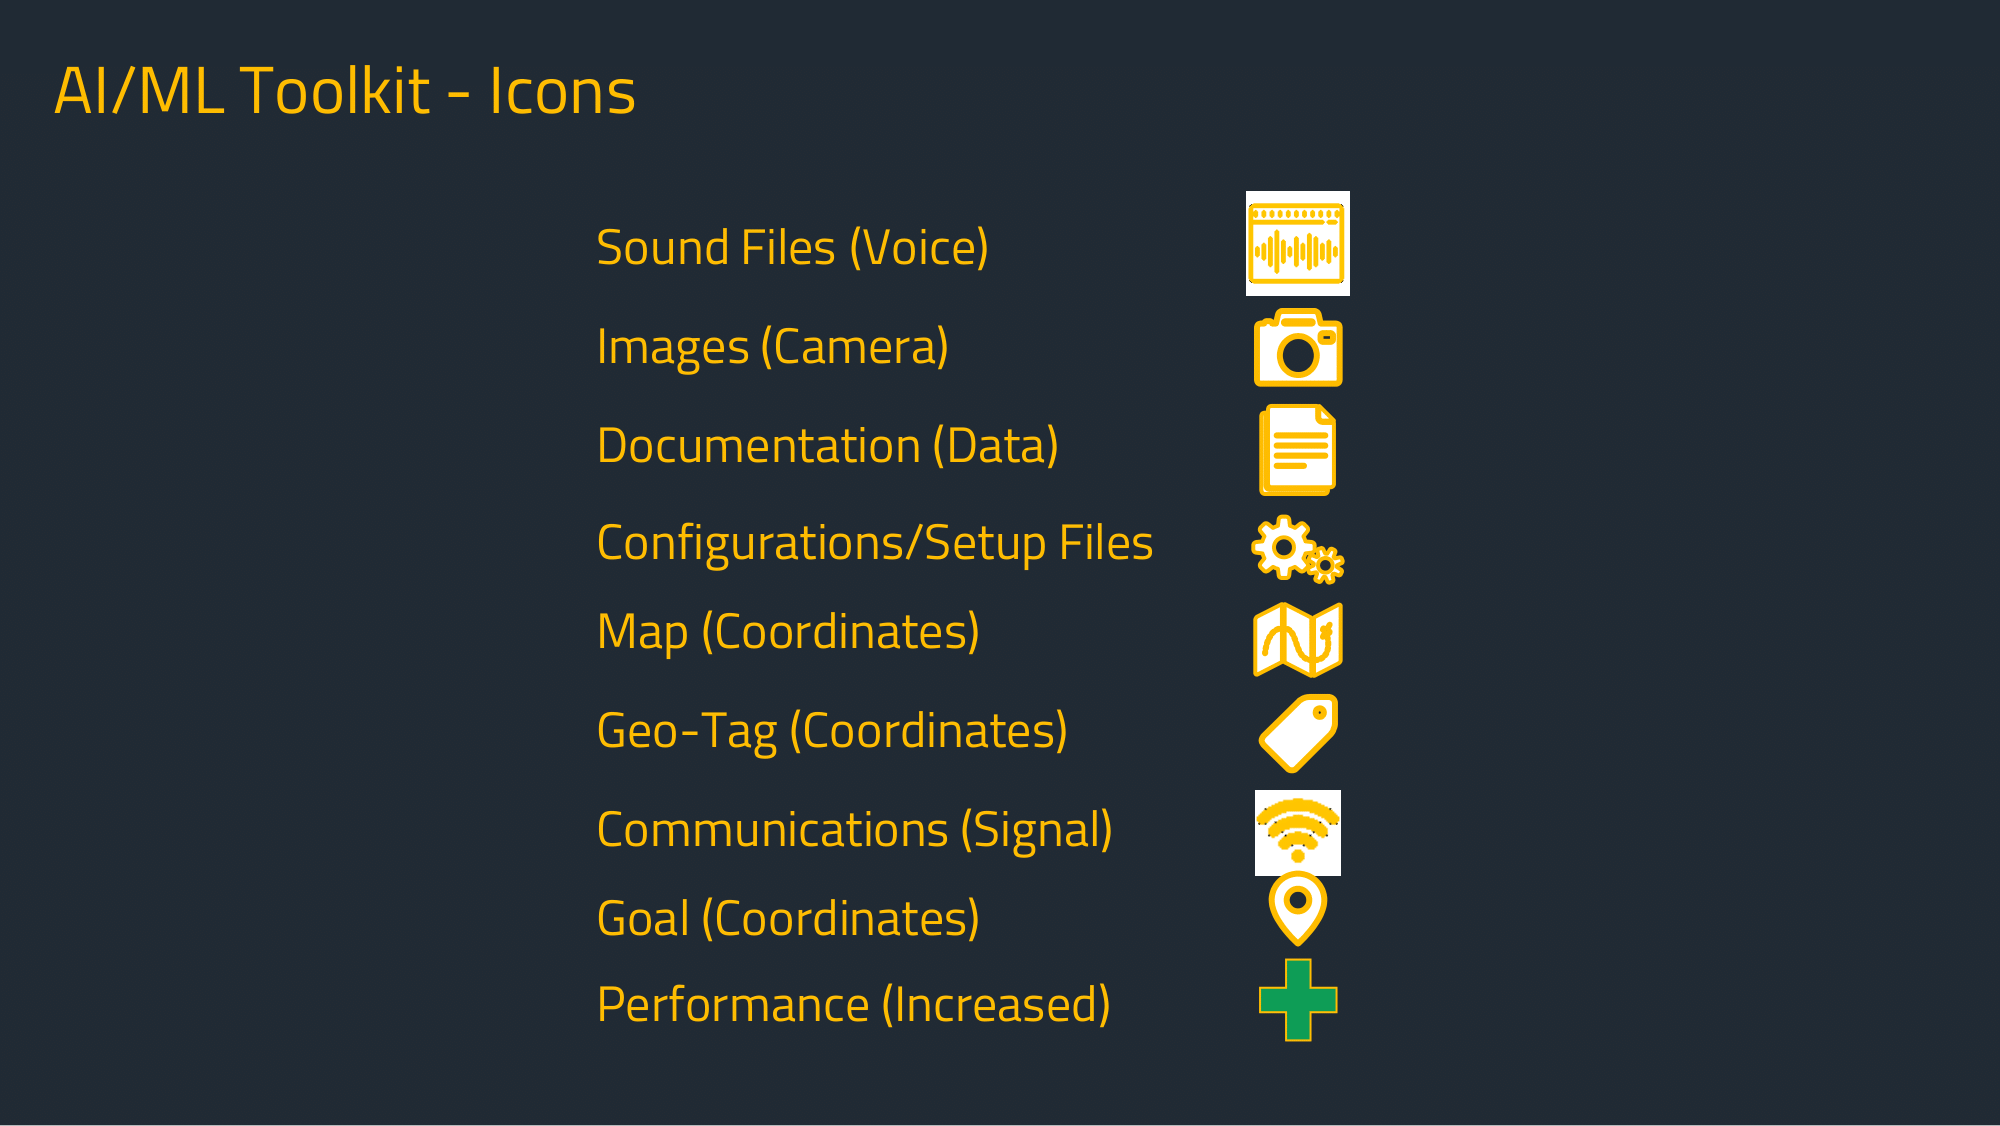 AI/ML Toolkit - Icons
Sound Files (Voice)
Images (Camera)
Documentation (Data)
Configurations/Setup Files
Map (Coordinates)
Geo-Tag (Coordinates)
Communications (Signal)
Goal (Coordinates)
Performance (Increased)